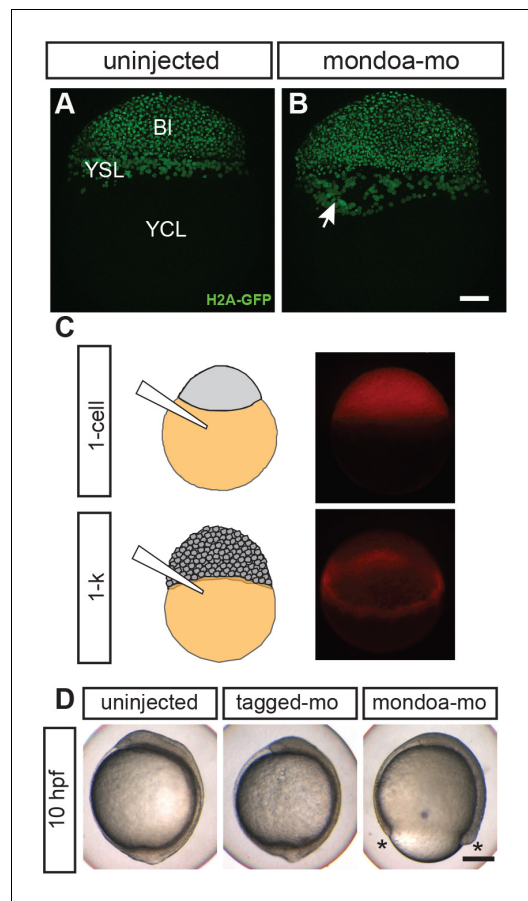 uninjected mondoa-mo
A B
Bl
YSL
YCL
H2A-GFP
C
1-cell
1-k
D
uninjected tagged-mo mondoa-mo
10 hpf
* *